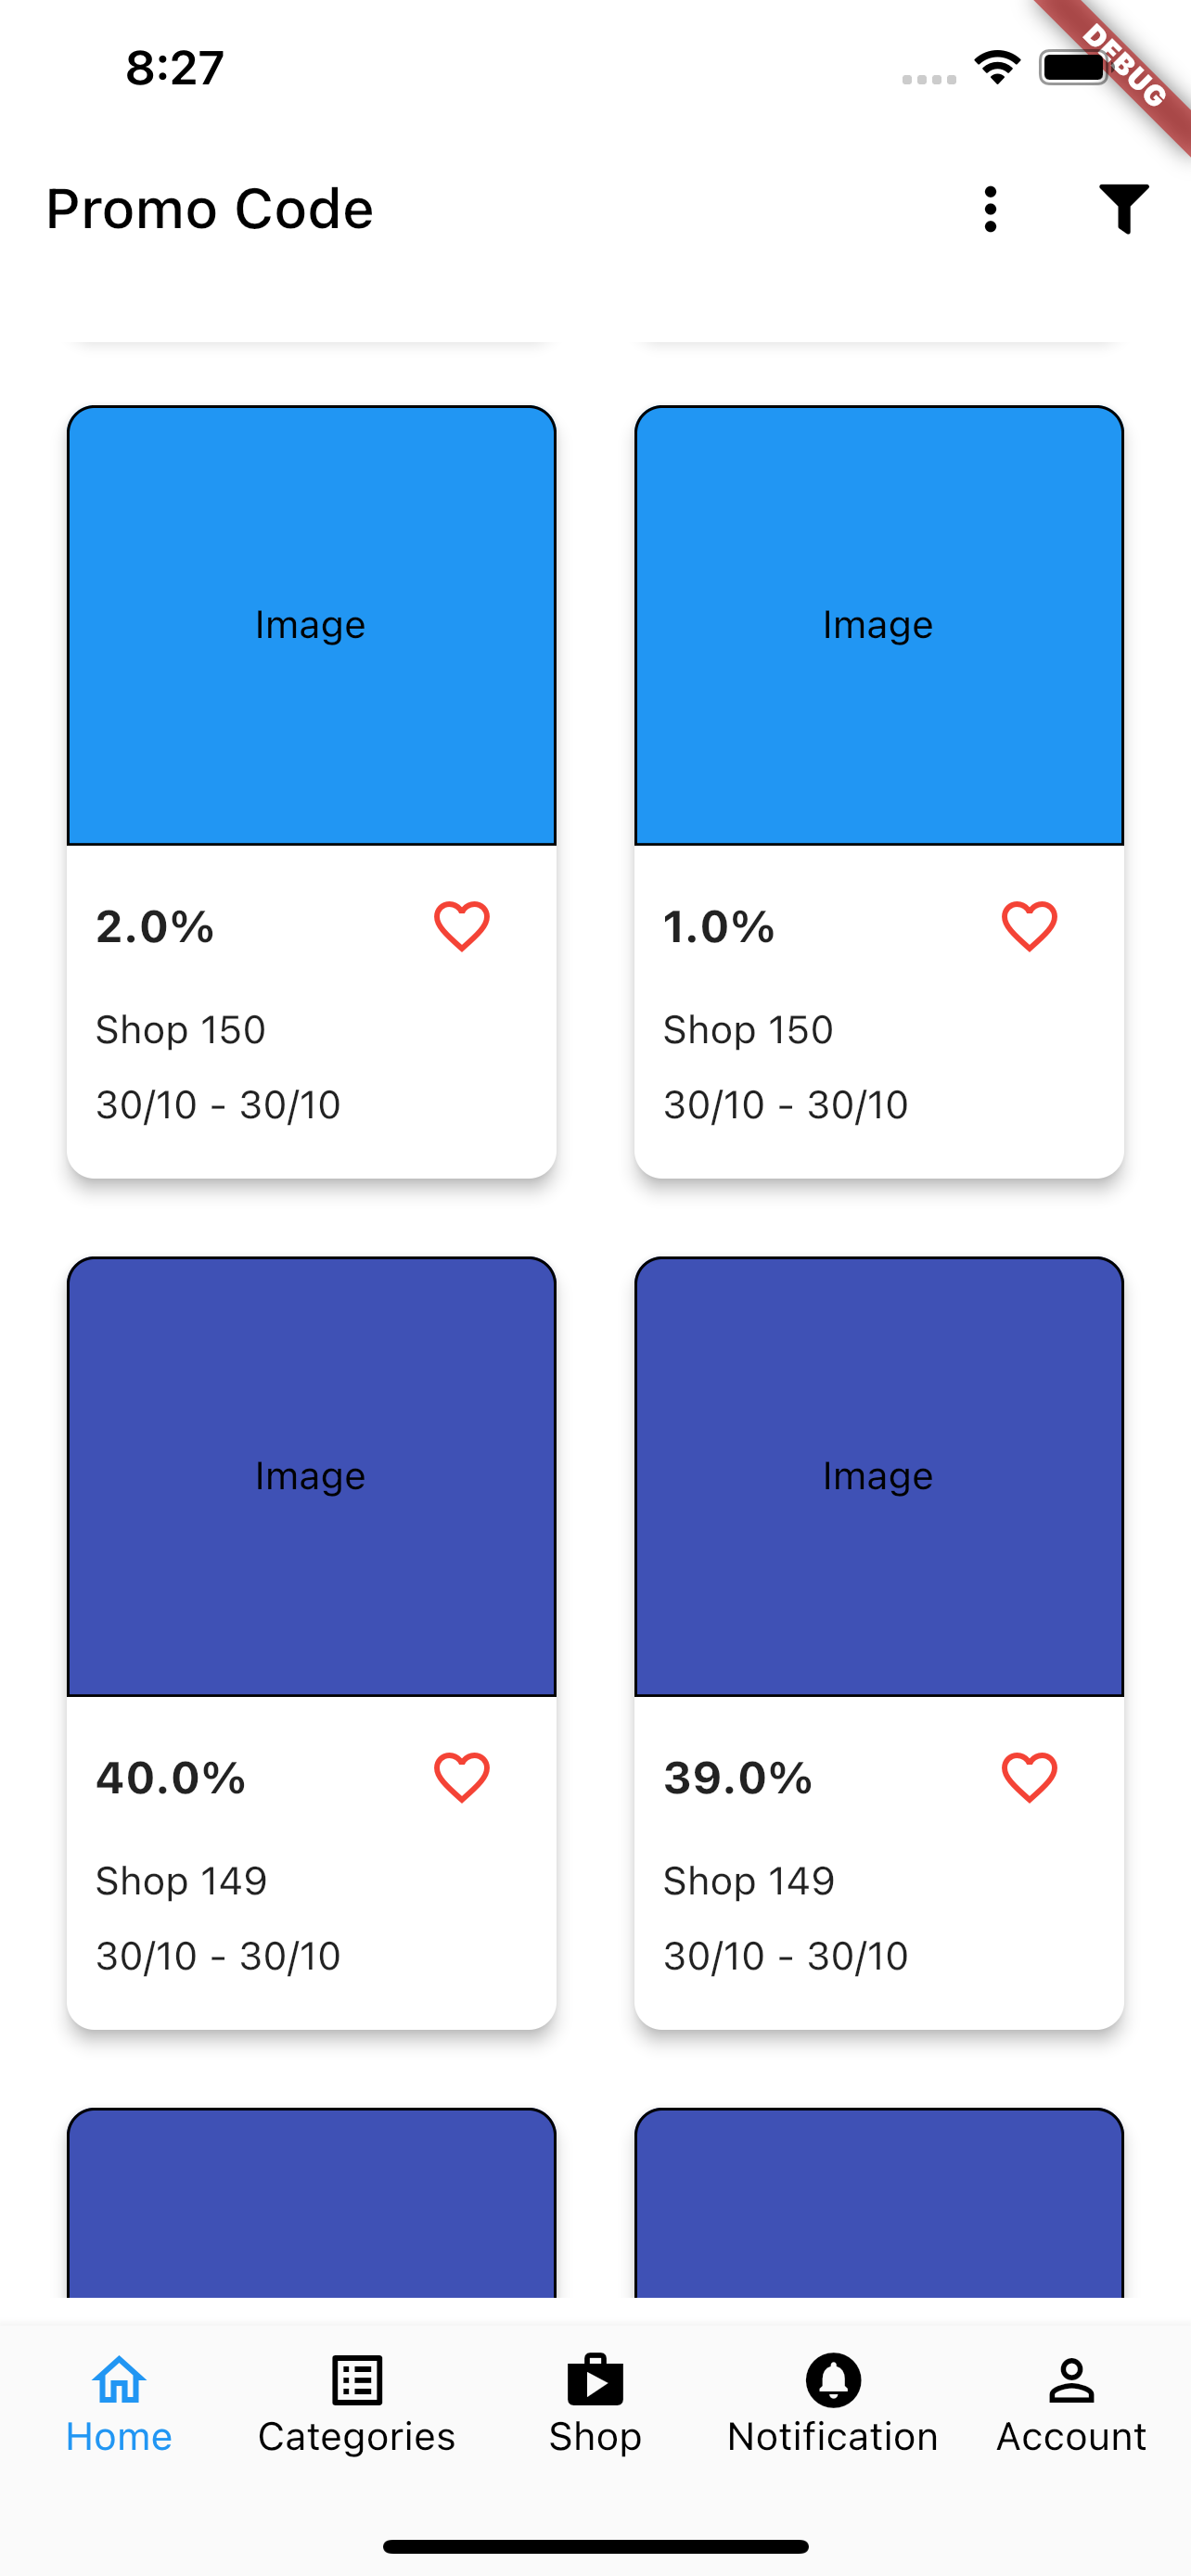 8:27
DEBUG
Promo Code
Image Image
2.0% 1.0%
Shop 150 Shop 150
30/10 - 30/10 30/10 - 30/10
Image Image
40.0% 39.0%
Shop 149 Shop 149
30/10 - 30/10 30/10 - 30/10
Home Categories Shop Notification Account